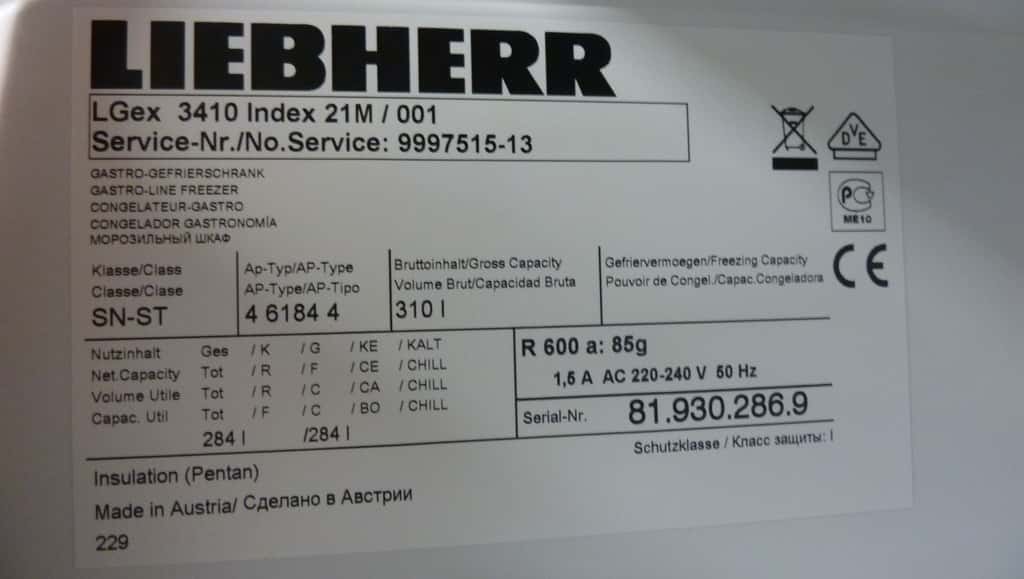 LIEBHERR
LGex 3410 Index 21M / 001
Service-Nr./No.Service: 9997515-13
GASTRO-GEFRIERSCHRANK
GASTRO-LINE FREEZER
CONGELATEUR-GASTRO
CONGELADOR GASTRONOMÍA
МОРОЗИЛЬНЫЙ ШКАФ
DVE
РС
ME10
CE
Klasse/Class
Classe/Clase
SN-ST
Ap-Typ/AP-Type
AP-Type/AP-Tipo
4 6184 4
Bruttoinhalt/Gross Capacity
Volume Brut/Capacidad Bruta
310 l
Gefriervermoegen/Freezing Capacity
Pouvoir de Congel./Capac.Congeladora
Nutzinhalt Ges / K / G / KE / KALT
Net.Capacity Tot / R / F / CE / CHILL
Volume Utile Tot / R / C / CA / CHILL
Capac. Util Tot / F / C / BO / CHILL
284 l /284 l
R 600 a: 85g
1,5 A AC 220-240 V 50 Hz
Serial-Nr. 81.930.286.9
Schutzklasse / Класс защиты: I
Insulation (Pentan)
Made in Austria/ Сделано в Австрии
229